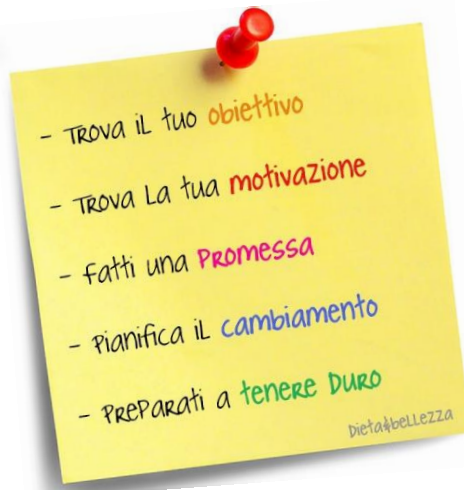 - Trova il tuo obiettivo
- Trova la tua motivazione
- Fatti una promessa
- Pianifica il cambiamento
- Preparati a tenere duro
Dieta&bellezza